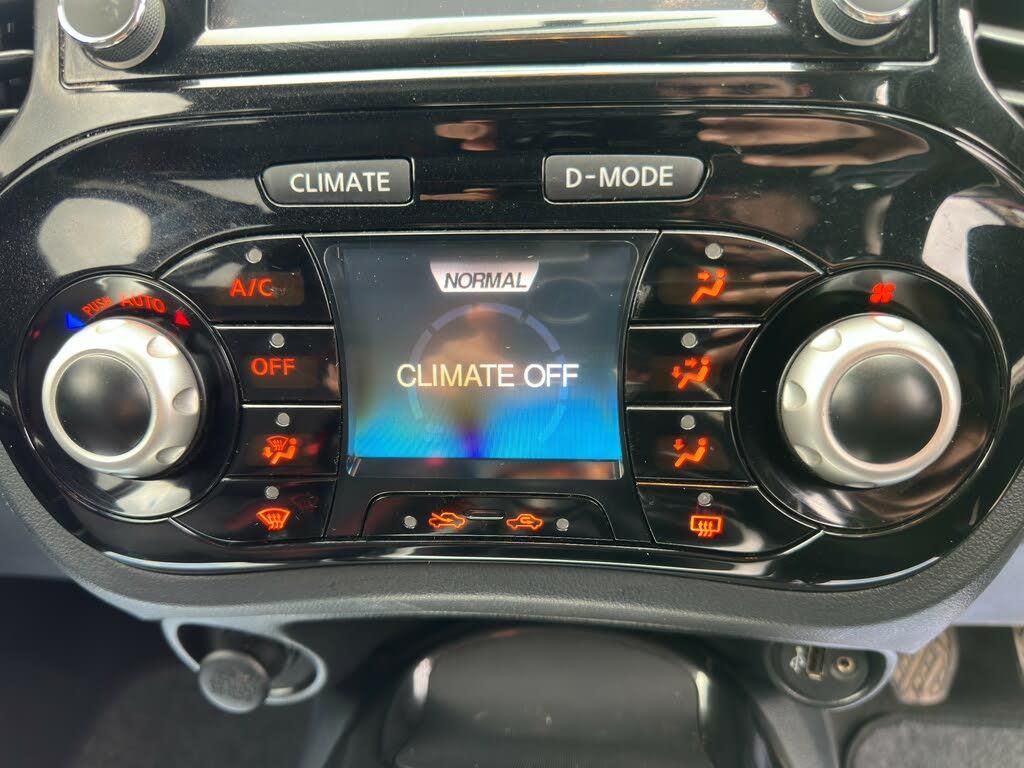 CLIMATE
D-MODE
PUSH AUTO
A/C
NORMAL
OFF
CLIMATE OFF